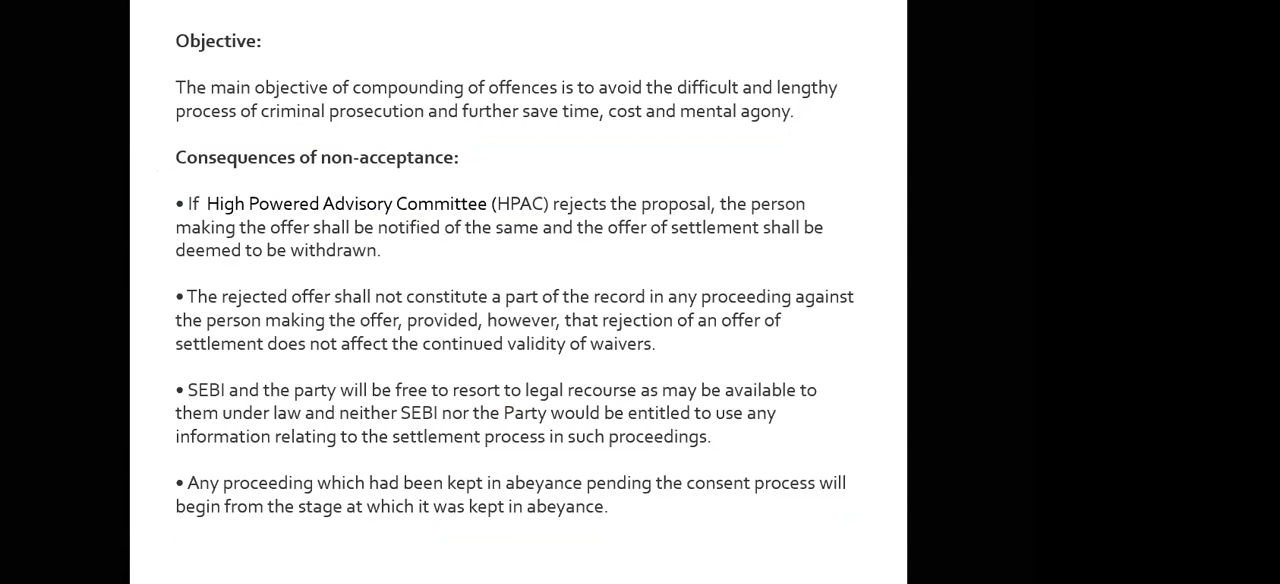 Objective:
The main objective of compounding of offences is to avoid the difficult and lengthy
process of criminal prosecution and further save time, cost and mental agony.
Consequences of non-acceptance:
• If High Powered Advisory Committee (HPAC) rejects the proposal, the person
making the offer shall be notified of the same and the offer of settlement shall be
deemed to be withdrawn.
• The rejected offer shall not constitute a part of the record in any proceeding against
the person making the offer, provided, however, that rejection of an offer of
settlement does not affect the continued validity of waivers.
• SEBI and the party will be free to resort to legal recourse as may be available to
them under law and neither SEBI nor the Party would be entitled to use any
information relating to the settlement process in such proceedings.
• Any proceeding which had been kept in abeyance pending the consent process will
begin from the stage at which it was kept in abeyance.